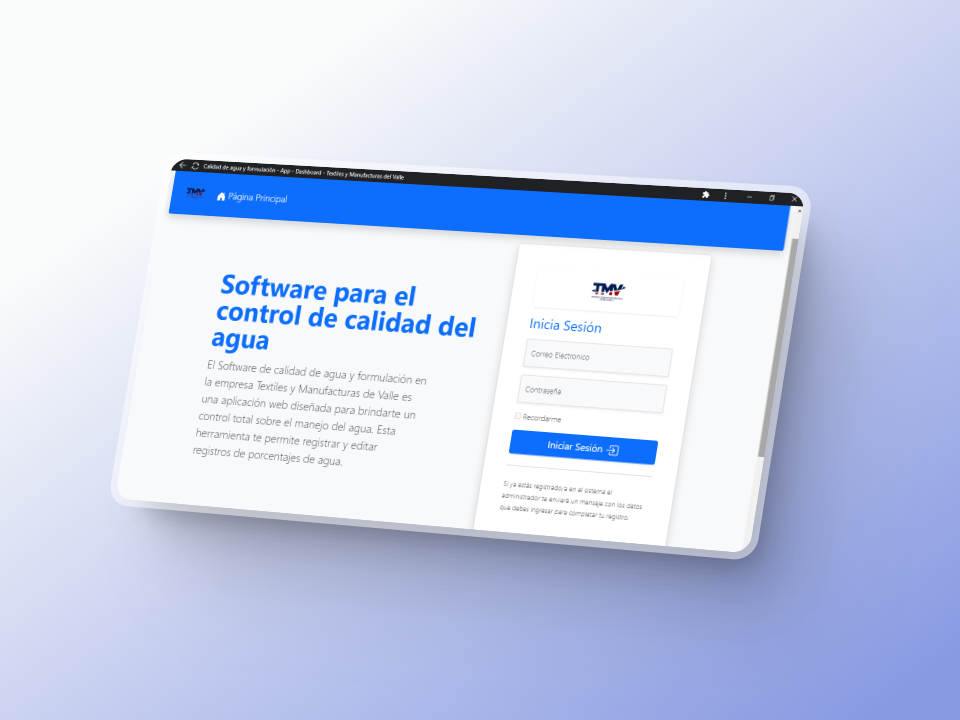 Calidad de agua y formulación - App - Dashboard - Textiles y Manufacturas del Valle
TMV
Página Principal
Software para el
control de calidad del
agua
El Software de calidad de agua y formulación en
la empresa Textiles y Manufacturas de Valle es
una aplicación web diseñada para brindarte un
control total sobre el manejo del agua. Esta
herramienta te permite registrar y editar
registros de porcentajes de agua.
TMV
Inicia Sesión
Correo Electronico
Contraseña
Recordarme
Iniciar Sesión
Si ya estás registrado/a en el sistema el
administrador te enviará un mensaje con los datos
que debes ingresar para completar tu registro.